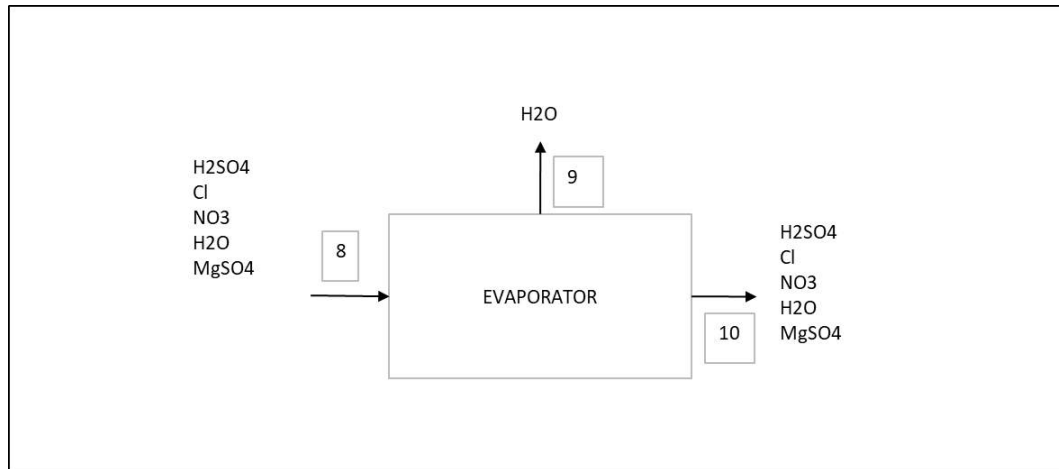 H2O
9
H2SO4
Cl
NO3
H2O
MgSO4
8
EVAPORATOR
H2SO4
Cl
NO3
H2O
MgSO4
10